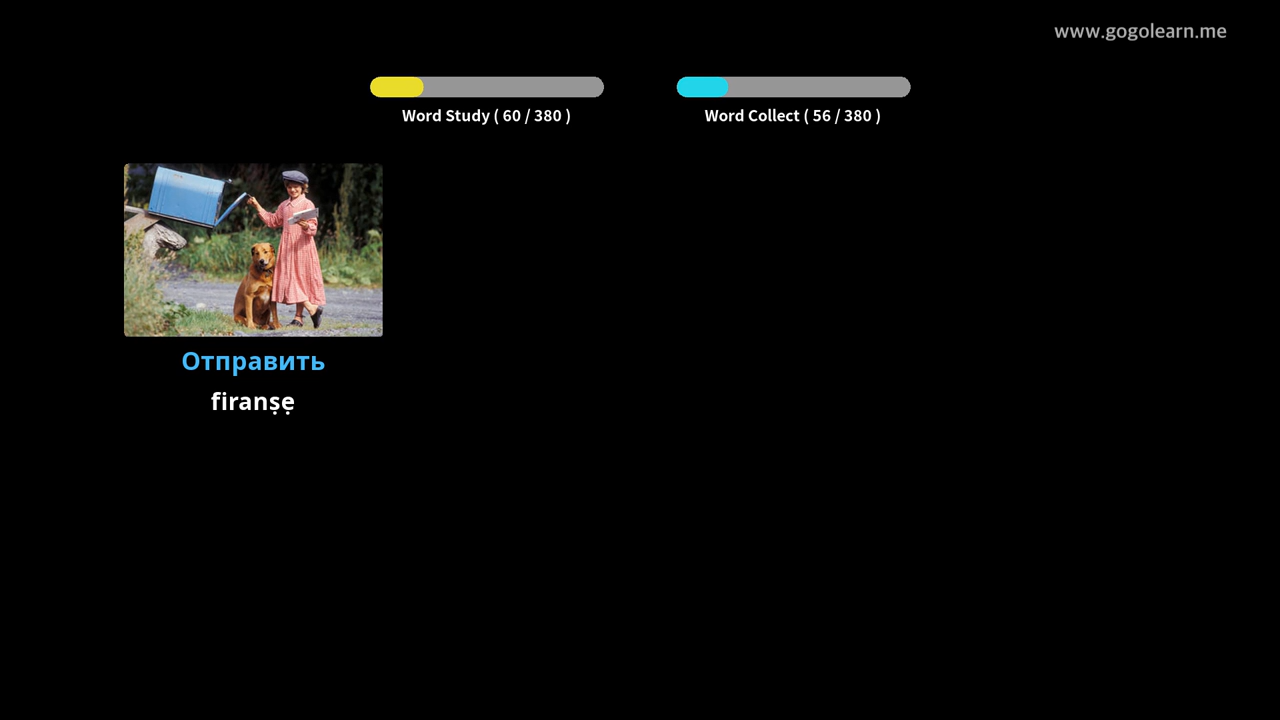 www.gogolearn.me
Word Study ( 60 / 380 )
Word Collect ( 56 / 380 )
Отправить
firanṣẹ